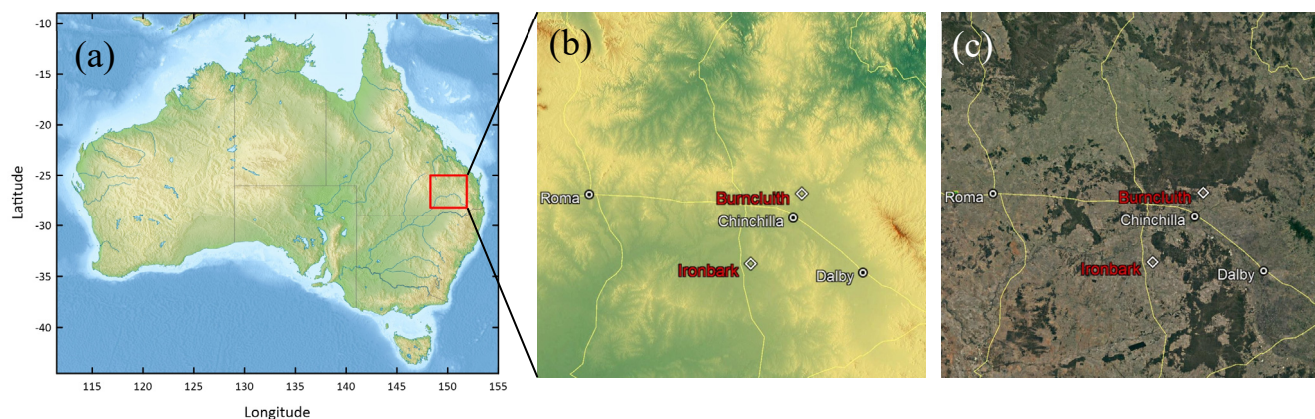 (a)
-10
-15
-20
-25
-30
-35
-40
Latitude
115 120 125 130 135 140 145 150 155
Longitude
(b)
Roma
Burncluith
Chinchilla
Ironbark
Dalby
(c)
Roma
Burncluith
Chinchilla
Ironbark
Dalby